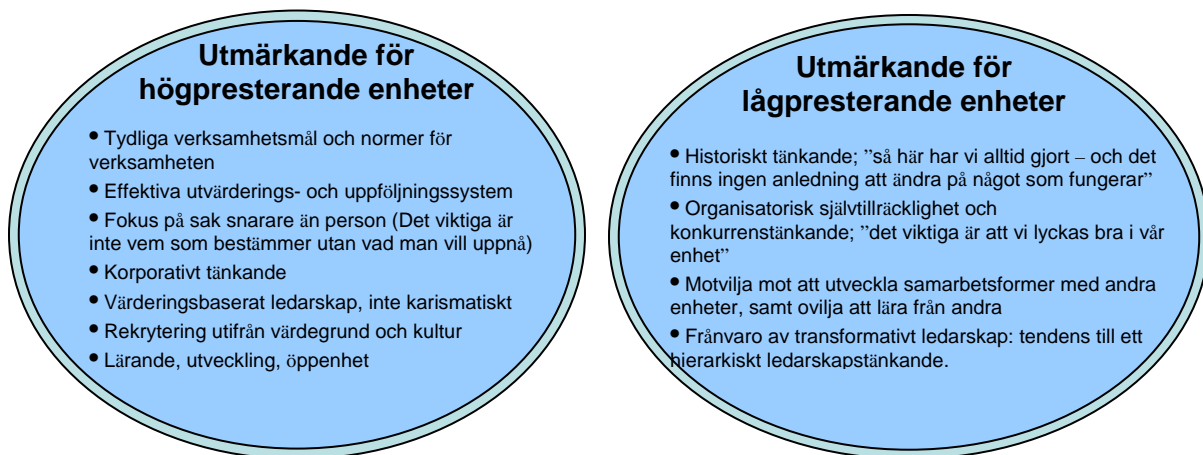 Utmärkande för
högpresterande enheter
• Tydliga verksamhetsmål och normer för
verksamheten
• Effektiva utvärderings- och uppföljningssystem
• Fokus på sak snarare än person (Det viktiga är
inte vem som bestämmer utan vad man vill uppnå)
• Korporativt tänkande
• Värderingsbaserat ledarskap, inte karismatiskt
• Rekrytering utifrån värdegrund och kultur
• Lärande, utveckling, öppenhet
Utmärkande för
lågpresterande enheter
• Historiskt tänkande; ”så här har vi alltid gjort – och det
finns ingen anledning att ändra på något som fungerar”
• Organisatorisk självtillräcklighet och
konkurrenstänkande; ”det viktiga är att vi lyckas bra i vår
enhet”
• Motvilja mot att utveckla samarbetsformer med andra
enheter, samt ovilja att lära från andra
• Frånvaro av transformativt ledarskap: tendens till ett
hierarkiskt ledarskapstänkande.